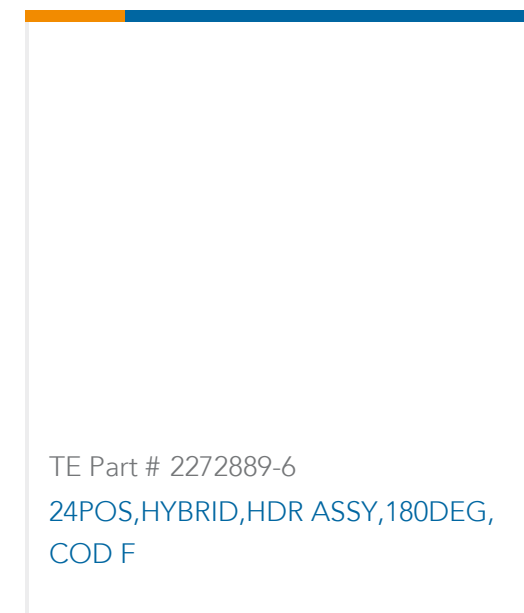 TE Part # 2272889-6
24POS,HYBRID,HDR ASSY,180DEG,
COD F